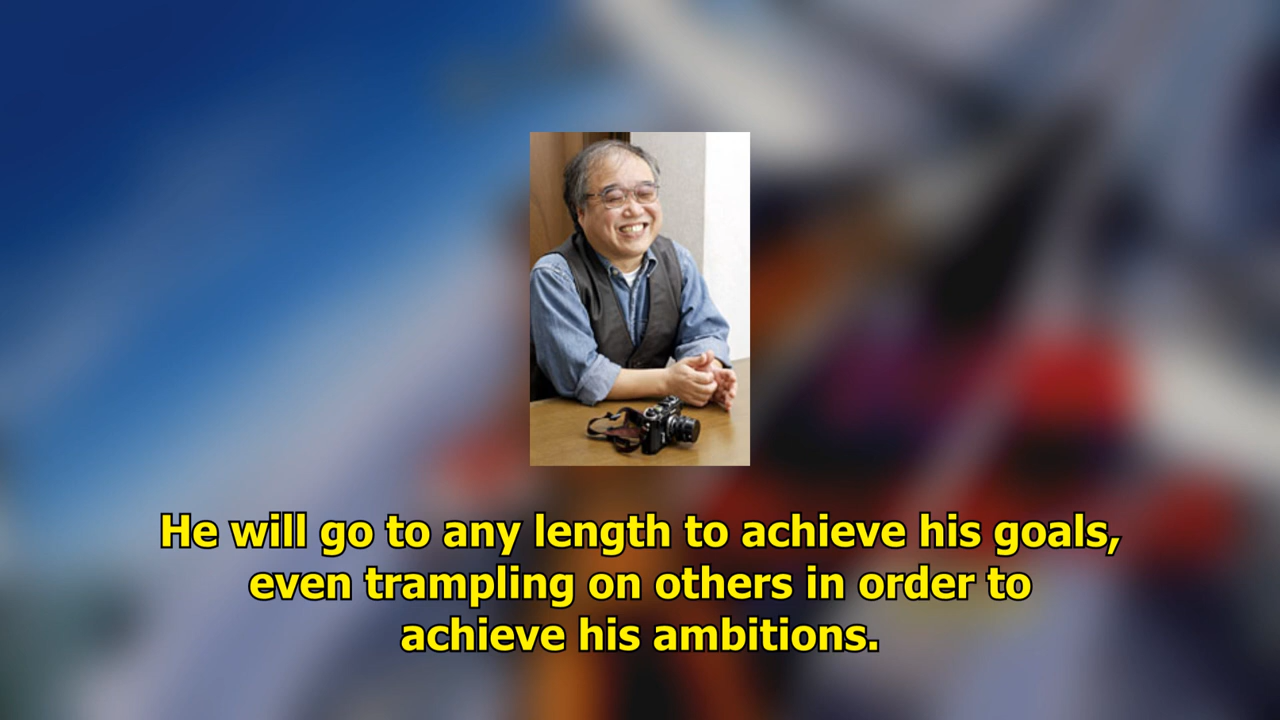 He will go to any length to achieve his goals,
even trampling on others in order to
achieve his ambitions.